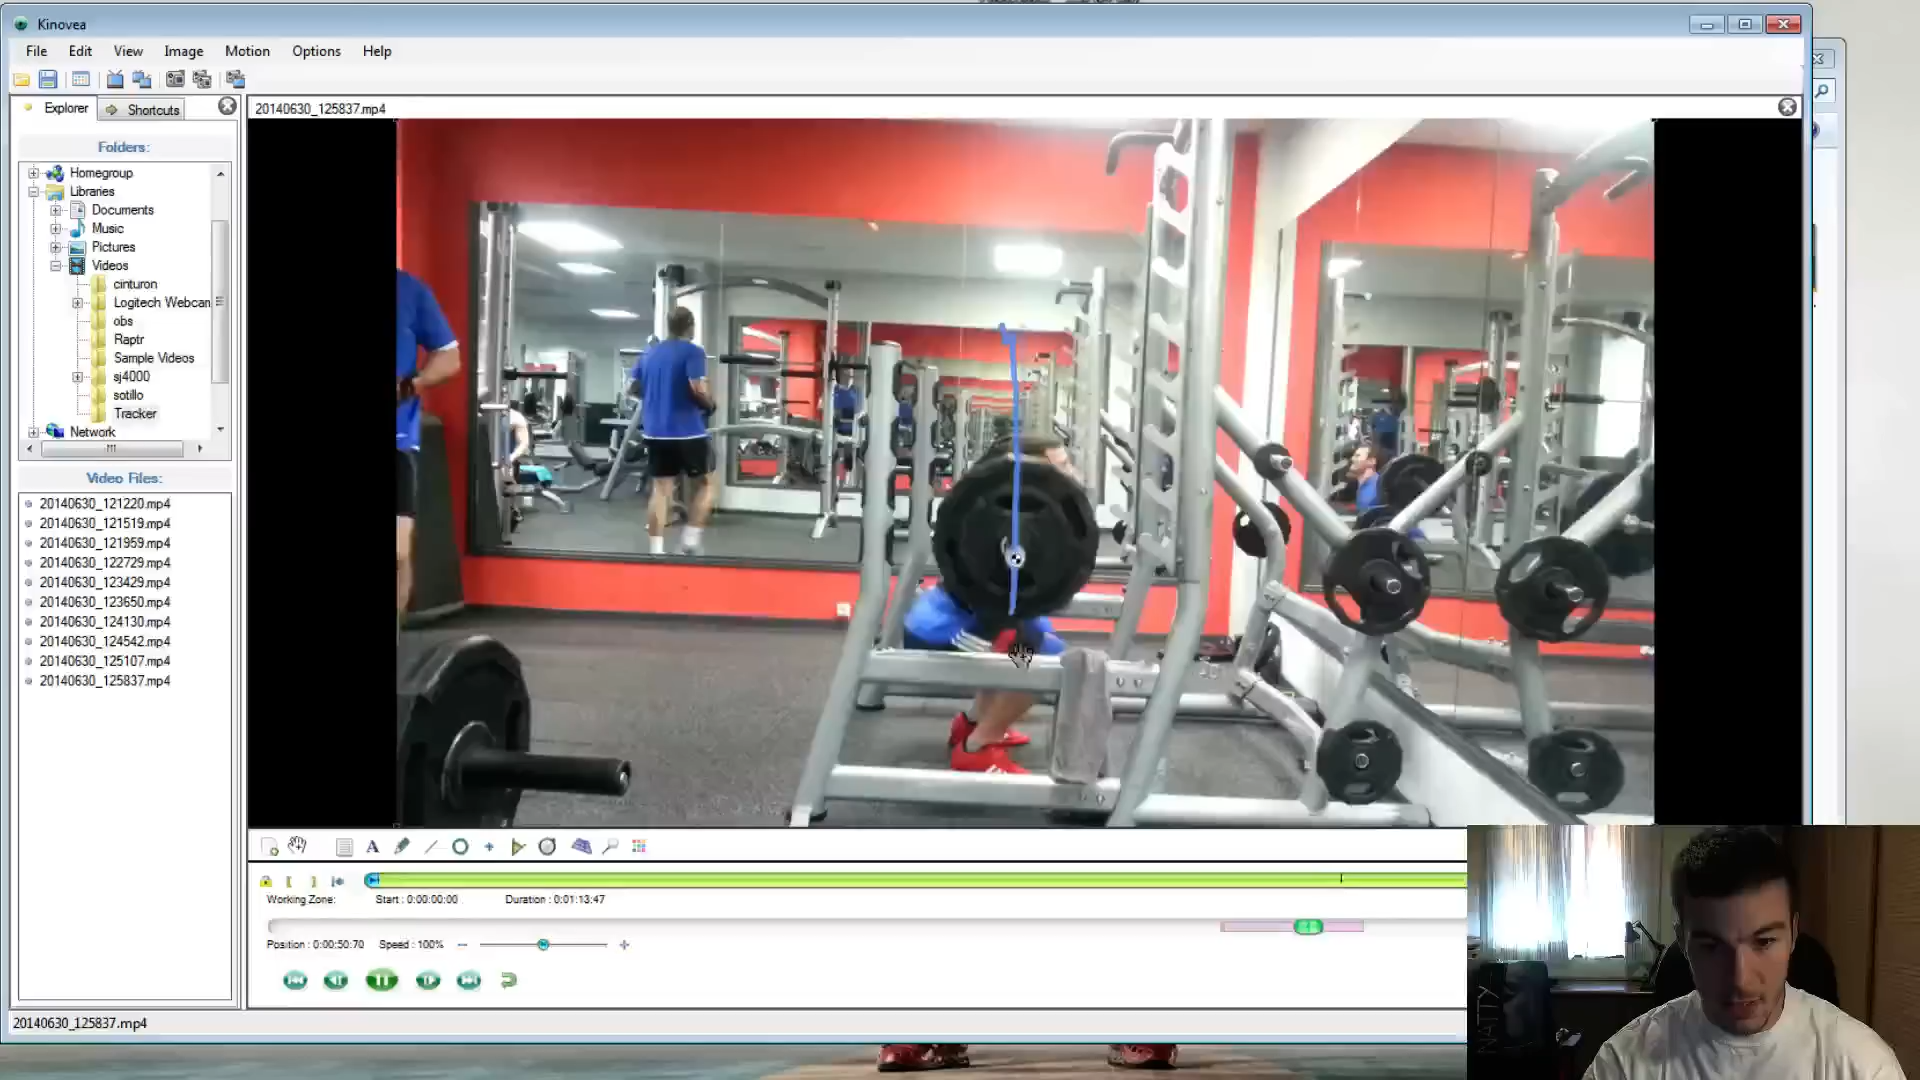 Kinovea
File Edit View Image Motion Options Help
Explorer Shortcuts
20140630_125837.mp4
Folders:
Homegroup
Libraries
Documents
Music
Pictures
Videos
cinturon
Logitech Webcan
obs
Raptr
Sample Videos
sj4000
sotillo
Tracker
Network
Video Files:
20140630_121220.mp4
20140630_121519.mp4
20140630_121959.mp4
20140630_122729.mp4
20140630_123429.mp4
20140630_123650.mp4
20140630_124130.mp4
20140630_124542.mp4
20140630_125107.mp4
20140630_125837.mp4
Working Zone: Start : 0:00:00:00 Duration : 0:01:13:47
Position : 0:00:50:70 Speed : 100%
20140630_125837.mp4
NATTY